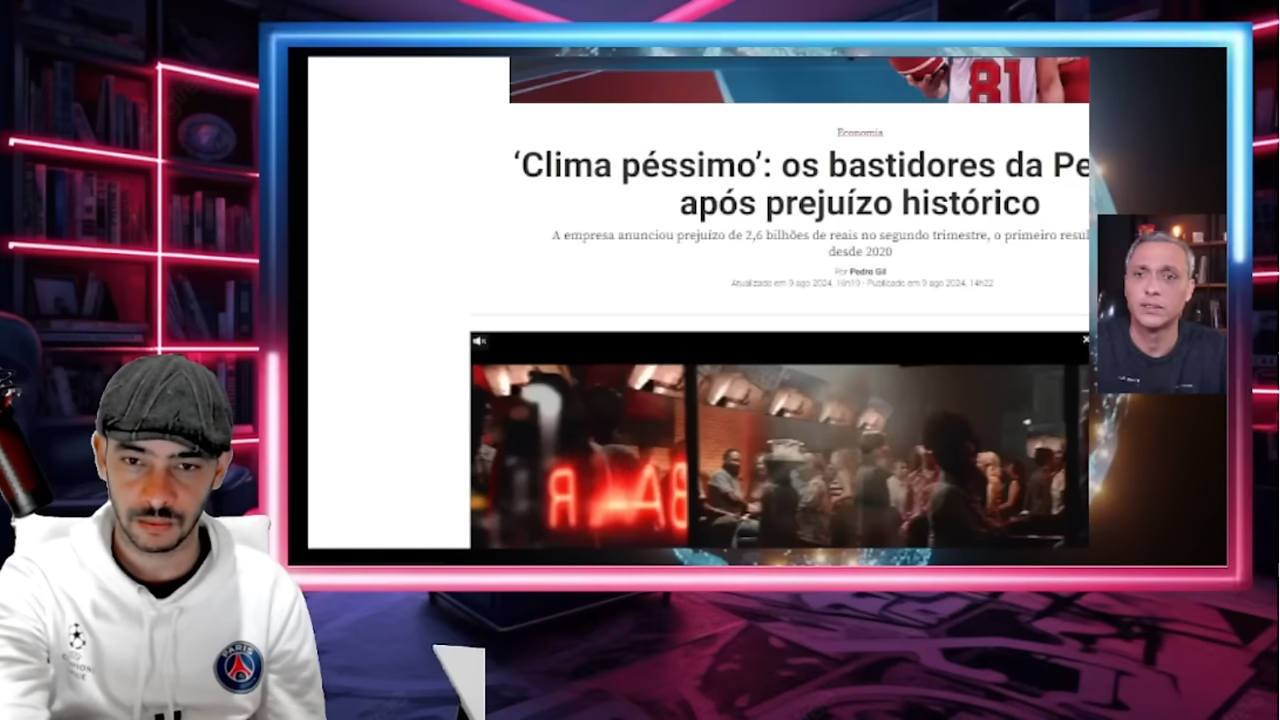 81
Economia
‘Clima péssimo’: os bastidores da Pe
após prejuízo histórico
A empresa anunciou prejuízo de 2,6 bilhões de reais no segundo trimestre, o primeiro resul
desde 2020
Por Pedro Gil
Atualizado em 9 ago 2024, 16h19 - Publicado em 9 ago 2024, 14h22
BAR
PARIS